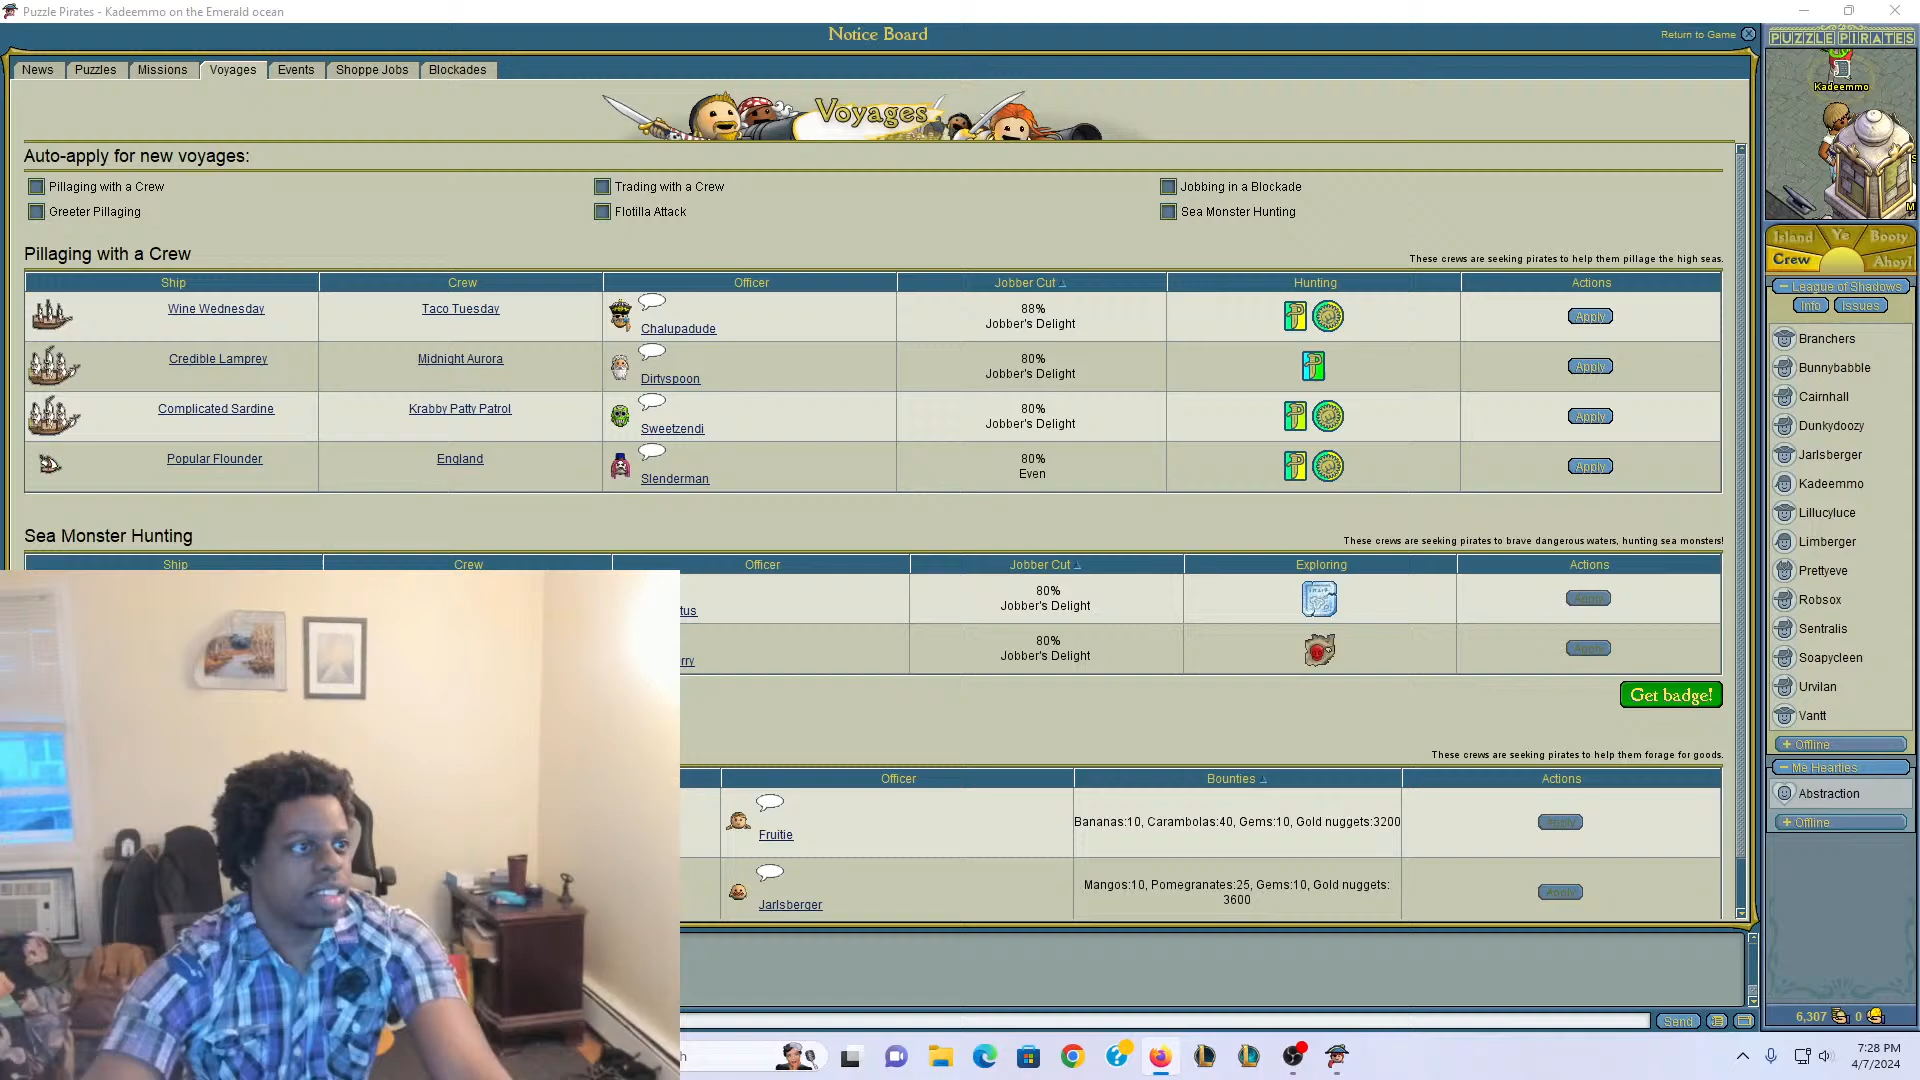 Puzzle Pirates - Kadeemmo on the Emerald ocean
Notice Board
Return to Game
PUZZLE PIRATES
News
Puzzles
Missions
Voyages
Events
Shoppe Jobs
Blockades
Voyages
Kadeemmo
Auto-apply for new voyages:
Pillaging with a Crew
Trading with a Crew
Jobbing in a Blockade
Greeter Pillaging
Flotilla Attack
Sea Monster Hunting
Pillaging with a Crew
These crews are seeking pirates to help them pillage the high seas.
Ship Crew Officer Jobber Cut Hunting Actions
Wine Wednesday Taco Tuesday Chalupadude 88% Jobber's Delight Apply
Credible Lamprey Midnight Aurora Dirtyspoon 80% Jobber's Delight Apply
Complicated Sardine Krabby Patty Patrol Sweetzendi 80% Jobber's Delight Apply
Popular Flounder England Slenderman 80% Even Apply
Sea Monster Hunting
These crews are seeking pirates to brave dangerous waters, hunting sea monsters!
Ship Crew Officer Jobber Cut Exploring Actions
tus 80% Jobber's Delight Apply
rry 80% Jobber's Delight Apply
Get badge!
These crews are seeking pirates to help them forage for goods.
Officer Bounties Actions
Fruitie Bananas:10, Carambolas:40, Gems:10, Gold nuggets:3200 Apply
Jarlsberger Mangos:10, Pomegranates:25, Gems:10, Gold nuggets:
3600 Apply
Send
Island
Ye
Booty
Crew
Ahoy!
League of Shadows
Info
Issues
Branchers
Bunnybabble
Cairnhall
Dunkydoozy
Jarlsberger
Kadeemmo
Lillucyluce
Limberger
Prettyeve
Robsox
Sentralis
Soapycleen
Urvilan
Vantt
Offline
Me Hearties
Abstraction
Offline
6,307 0
h
7:28 PM
4/7/2024